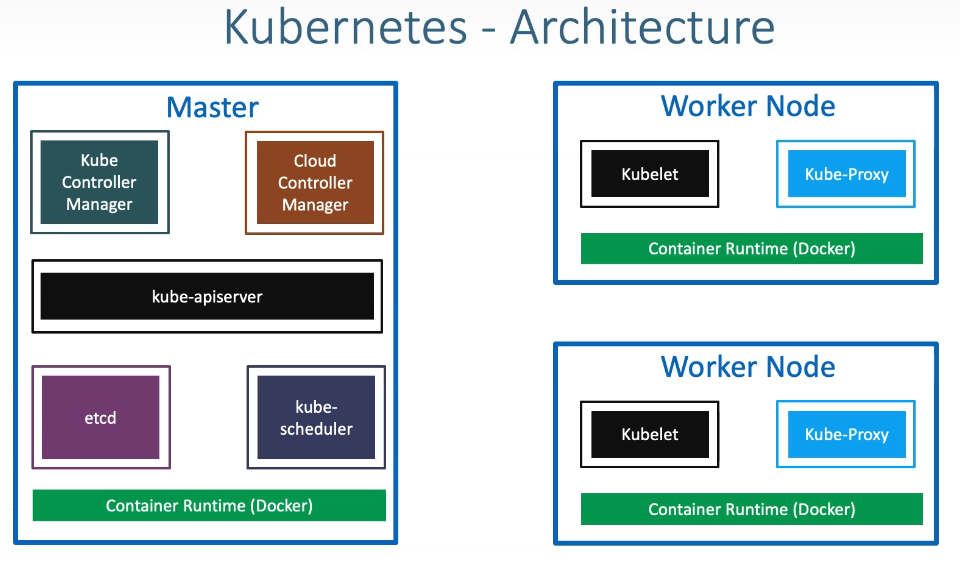 Kubernetes - Architecture
Master
Kube
Controller
Manager
Cloud
Controller
Manager
kube-apiserver
etcd
kube-
scheduler
Container Runtime (Docker)
Worker Node
Kubelet
Kube-Proxy
Container Runtime (Docker)
Worker Node
Kubelet
Kube-Proxy
Container Runtime (Docker)